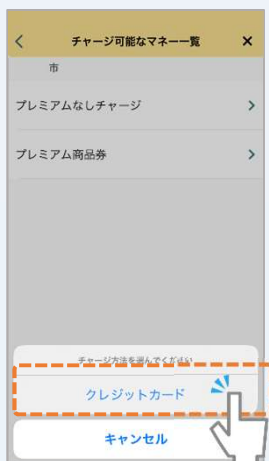 チャージ可能なマネー一覧
市
プレミアムなしチャージ
プレミアム商品券
チャージ方法を選んでください
クレジットカード
キャンセル